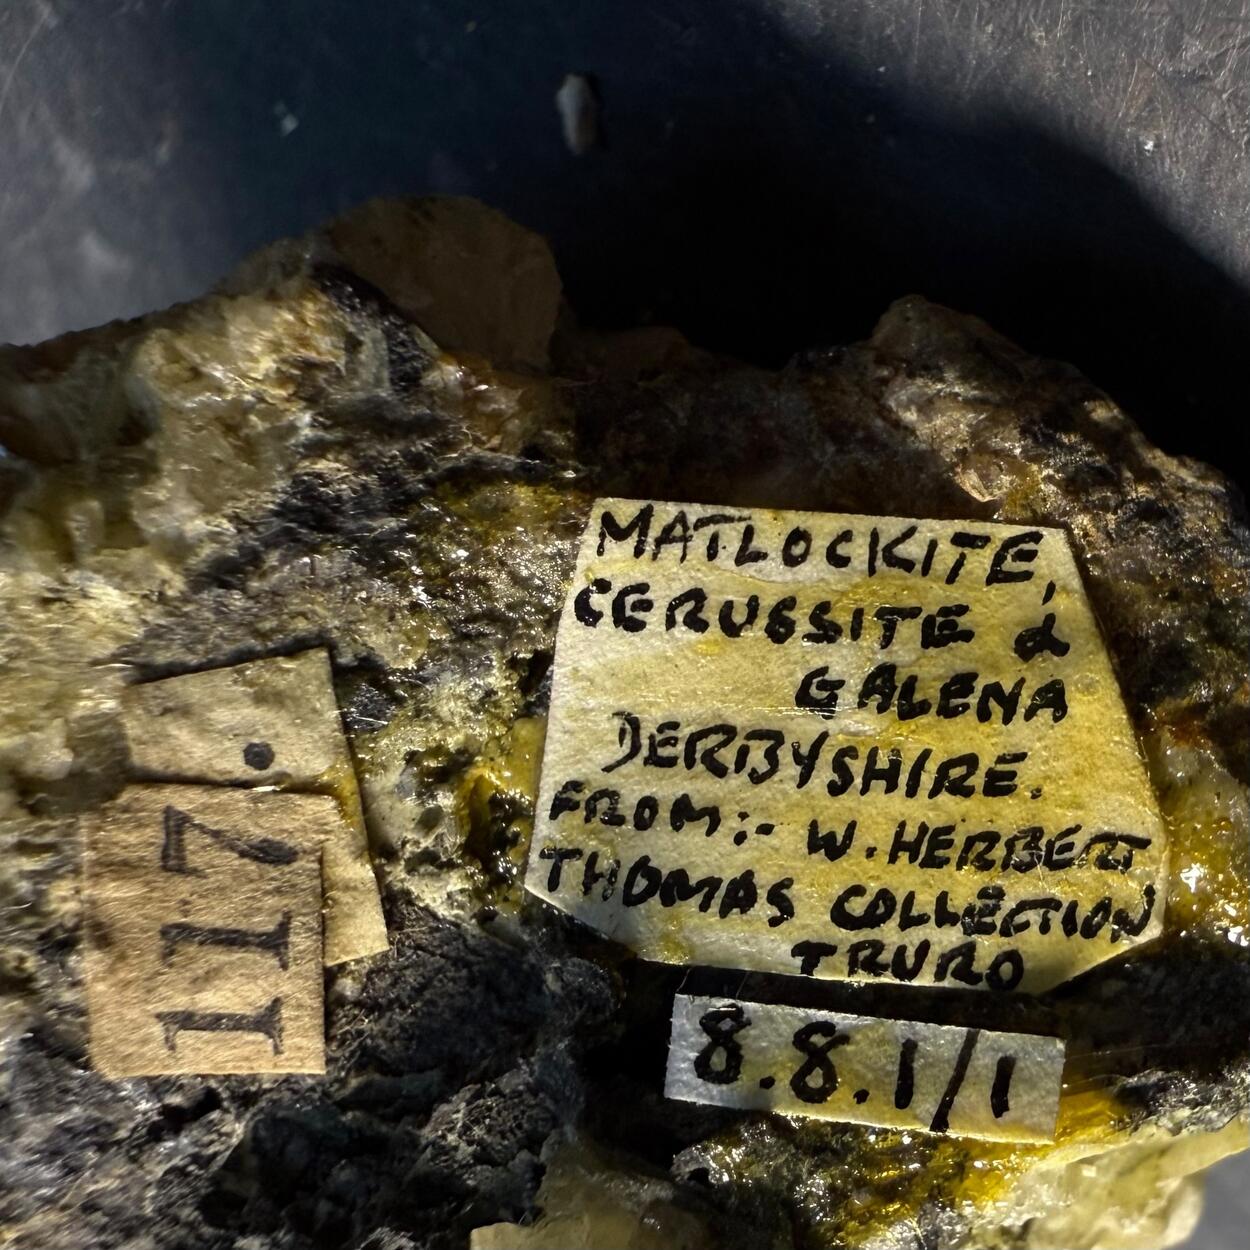 MATLOCKITE,
CERUSSITE &
GALENA
DERBYSHIRE.
FROM:- W. HERBERT
THOMAS COLLECTION
TRURO
8.8.1/1
117